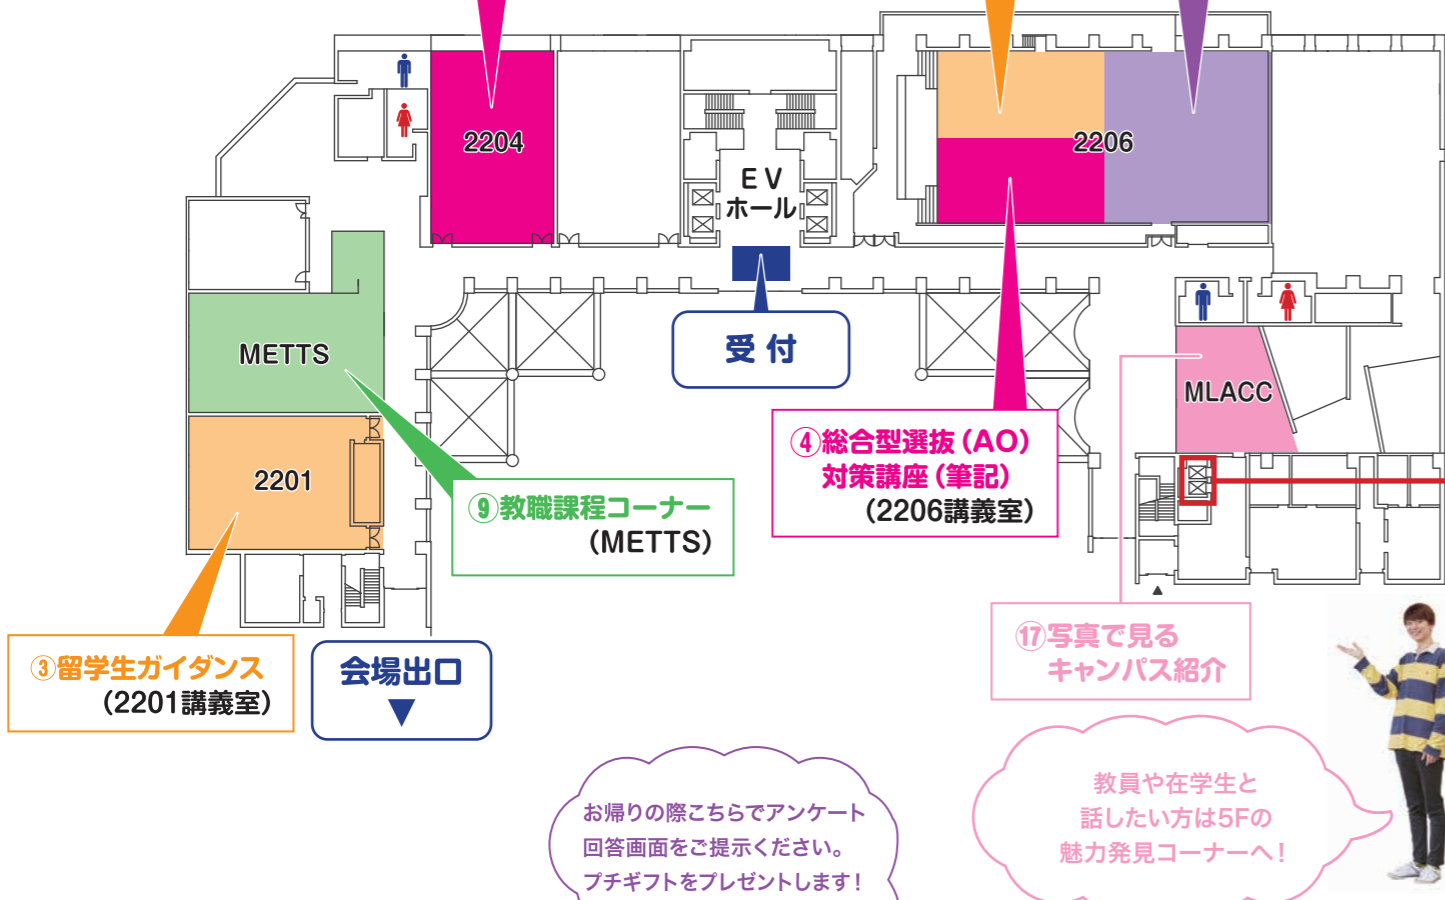 2204
2206
EV
ホール
受付
METTS
MLACC
2201
④総合型選抜(AO)
対策講座(筆記)
(2206講義室)
⑨教職課程コーナー
(METTS)
③留学生ガイダンス
(2201講義室)
会場出口
▼
⑰写真で見る
キャンパス紹介
お帰りの際こちらでアンケート
回答画面をご提示ください。
プチギフトをプレゼントします!
教員や在学生と
話したい方は5Fの
魅力発見コーナーへ!